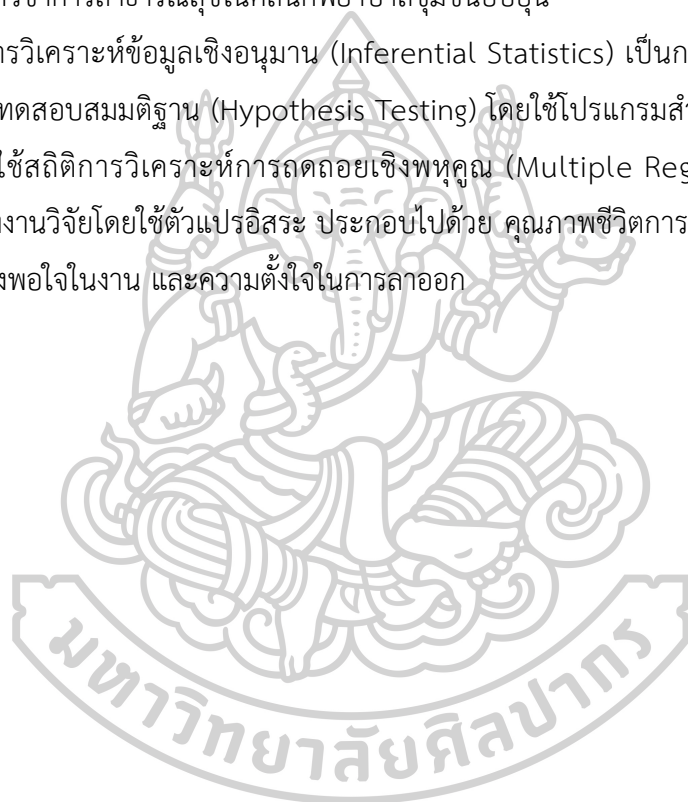 วิเคราะห์ข้อมูลเชิงอนุมาน (Inferential Statistics) เป็น
ทดสอบสมมติฐาน (Hypothesis Testing) โดยใช้โปรแกรม
ใช้สถิติการวิเคราะห์การถดถอยเชิงพหุคูณ (Multiple
งานวิจัยโดยใช้ตัวแปรอิสระ ประกอบไปด้วย คุณภาพชีวิตการ
พอใจในงาน และความตั้งใจในการลาออก
มหาวิทยาลัยศิลปากร